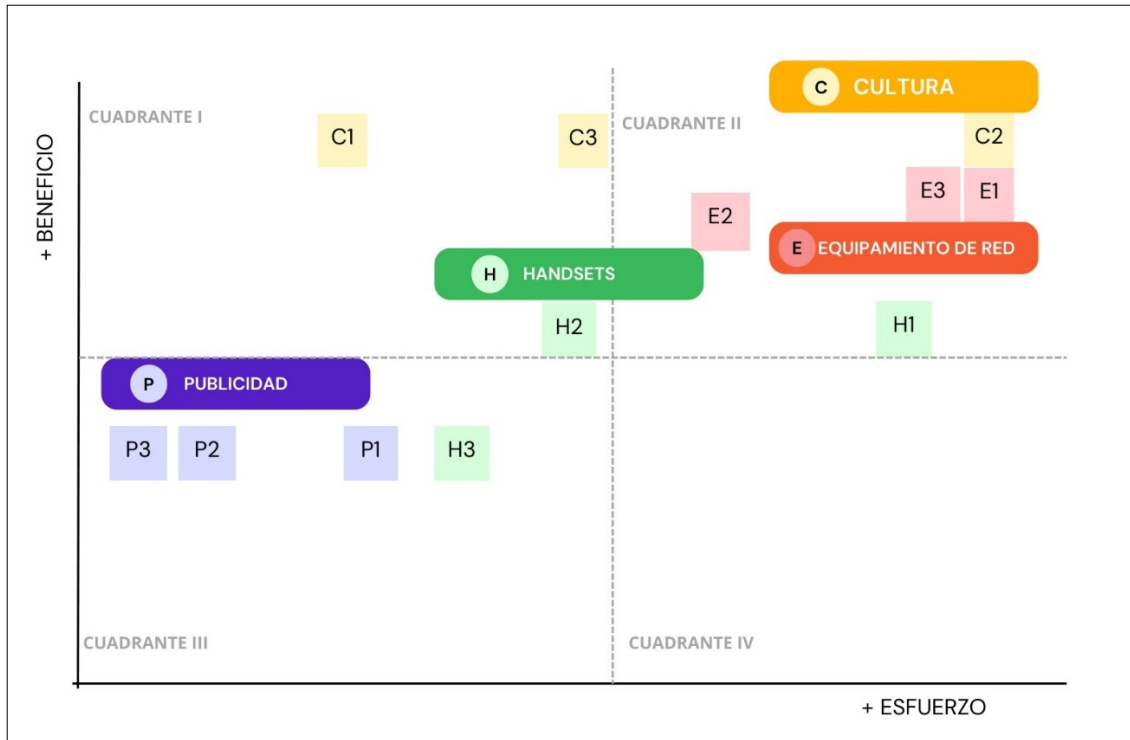 C CULTURA
CUADRANTE I
CUADRANTE II
C1
C3
C2
+ BENEFICIO
E3
E1
E2
E EQUIPAMIENTO DE RED
H HANDSETS
H2
H1
P PUBLICIDAD
P3
P2
P1
H3
CUADRANTE III
CUADRANTE IV
+ ESFUERZO